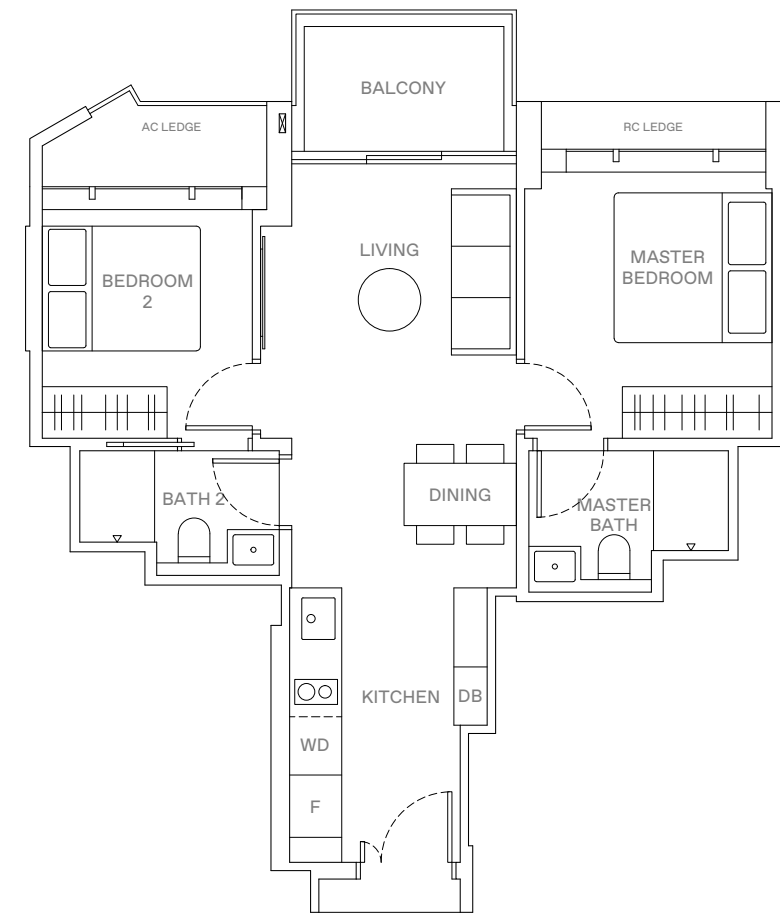 BALCONY
AC LEDGE
RC LEDGE
LIVING
MASTER
BEDROOM
BEDROOM
2
DINING
BATH 2
MASTER
BATH
KITCHEN
DB
WD
F